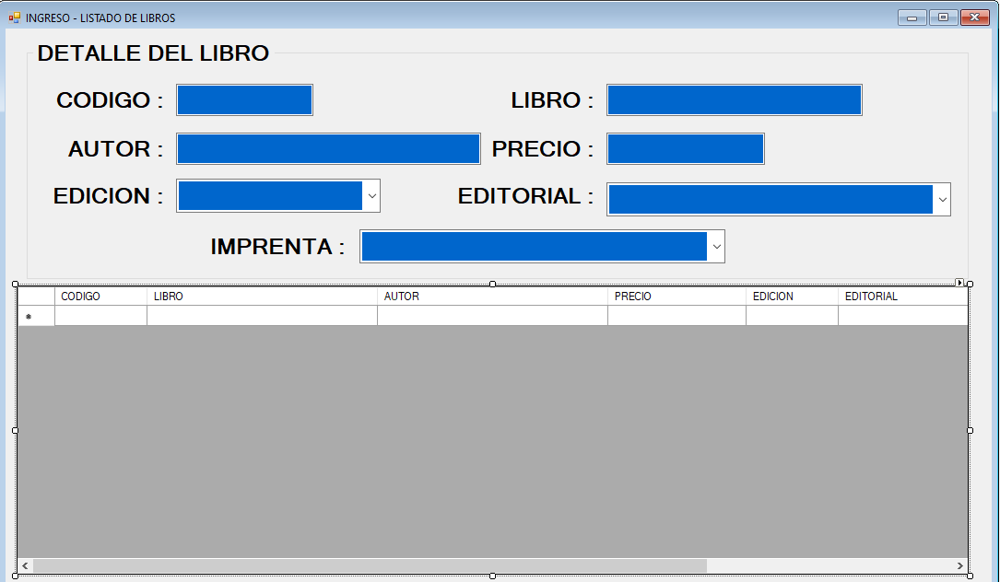 INGRESO - LISTADO DE LIBROS
DETALLE DEL LIBRO
CODIGO : LIBRO :
AUTOR : PRECIO :
EDICION : EDITORIAL :
IMPRENTA :
CODIGO LIBRO AUTOR PRECIO EDICION EDITORIAL